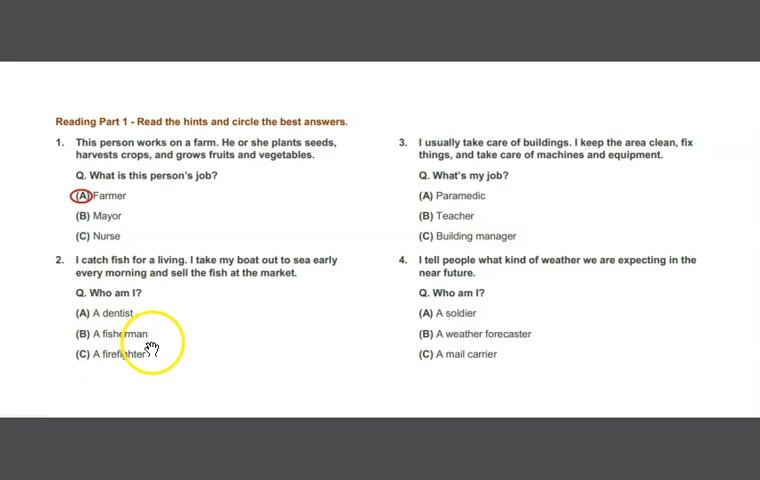 Reading Part 1 - Read the hints and circle the best answers.
1. This person works on a farm. He or she plants seeds,
harvests crops, and grows fruits and vegetables.
Q. What is this person's job?
(A) Farmer
(B) Mayor
(C) Nurse
2. I catch fish for a living. I take my boat out to sea early
every morning and sell the fish at the market.
Q. Who am I?
(A) A dentist
(B) A fisherman
(C) A firefighter
3. I usually take care of buildings. I keep the area clean, fix
things, and take care of machines and equipment.
Q. What's my job?
(A) Paramedic
(B) Teacher
(C) Building manager
4. I tell people what kind of weather we are expecting in the
near future.
Q. Who am I?
(A) A soldier
(B) A weather forecaster
(C) A mail carrier